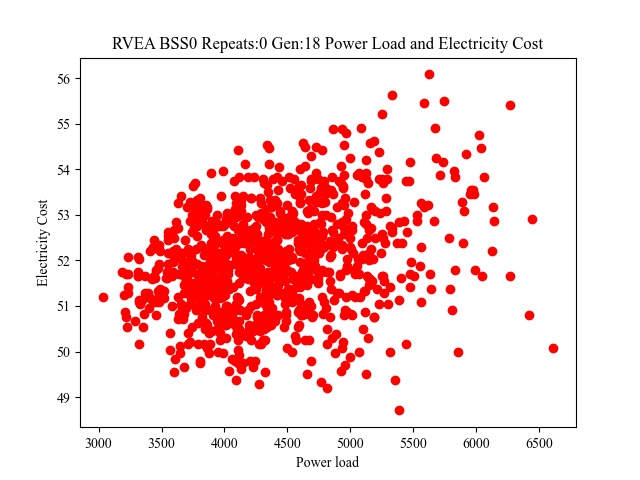 RVEA BSS0 Repeats:0 Gen:18 Power Load and Electricity Cost
56
55
54
53
52
51
50
49
Electricity Cost
3000 3500 4000 4500 5000 5500 6000 6500
Power load